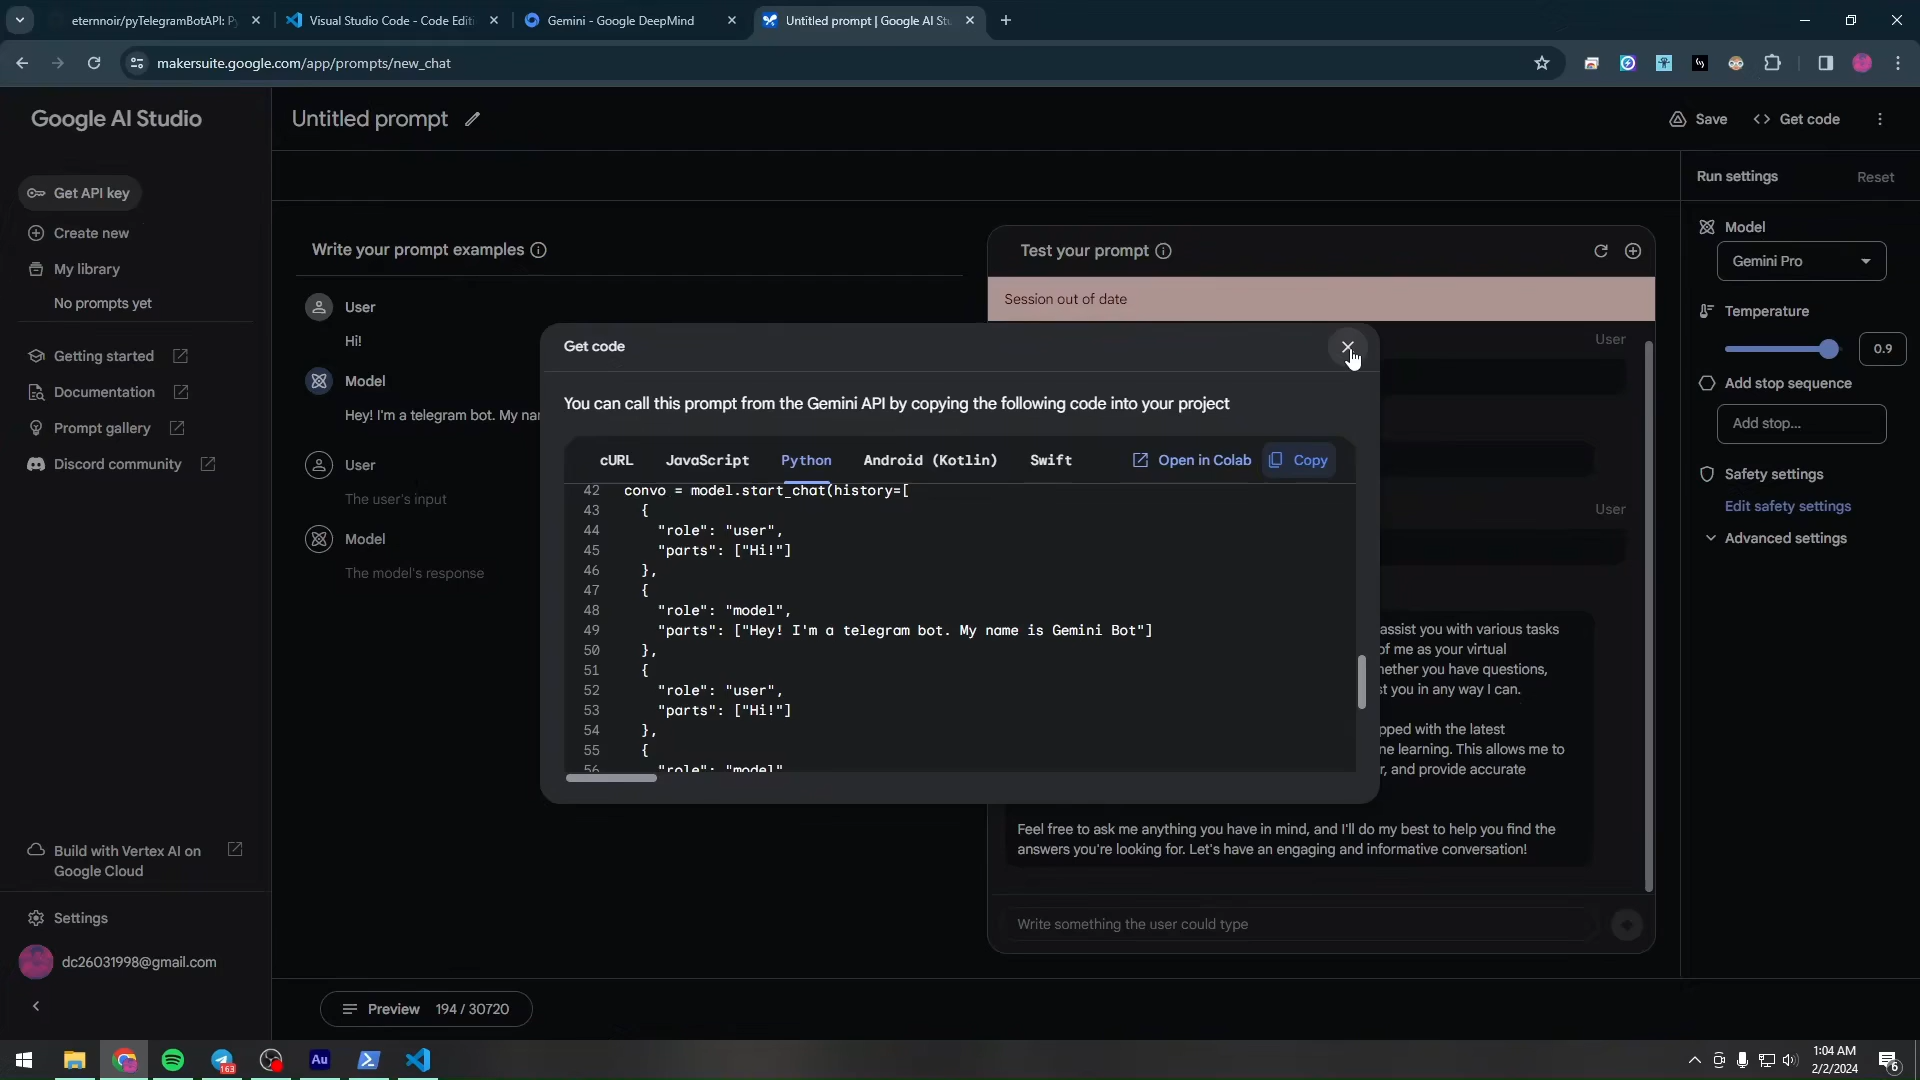 eternnoir/pyTelegramBotAPI: Py
Visual Studio Code - Code Editi
Gemini - Google DeepMind
Untitled prompt | Google AI Stu
makersuite.google.com/app/prompts/new_chat
Google AI Studio
Untitled prompt
Save
Get code
Get API key
Create new
My library
No prompts yet
Getting started
Documentation
Prompt gallery
Discord community
Build with Vertex AI on
Google Cloud
Settings
dc26031998@gmail.com
Write your prompt examples
User
Hi!
Model
Hey! I'm a telegram bot. My nam
User
The user's input
Model
The model's response
Preview 194 / 30720
Test your prompt
Session out of date
User
User
assist you with various tasks
of me as your virtual
hether you have questions,
st you in any way I can.
pped with the latest
ne learning. This allows me to
r, and provide accurate
Feel free to ask me anything you have in mind, and I'll do my best to help you find the
answers you're looking for. Let's have an engaging and informative conversation!
Write something the user could type
Get code
You can call this prompt from the Gemini API by copying the following code into your project
cURL JavaScript Python Android (Kotlin) Swift Open in Colab Copy
42 convo = model.start_chat(history=[
43 {
44 "role": "user",
45 "parts": ["Hi!"]
46 },
47 {
48 "role": "model",
49 "parts": ["Hey! I'm a telegram bot. My name is Gemini Bot"]
50 },
51 {
52 "role": "user",
53 "parts": ["Hi!"]
54 },
55 {
56 "role": "model"
Run settings
Reset
Model
Gemini Pro
Temperature
0.9
Add stop sequence
Add stop...
Safety settings
Edit safety settings
Advanced settings
163
Au
1:04 AM
2/2/2024
6